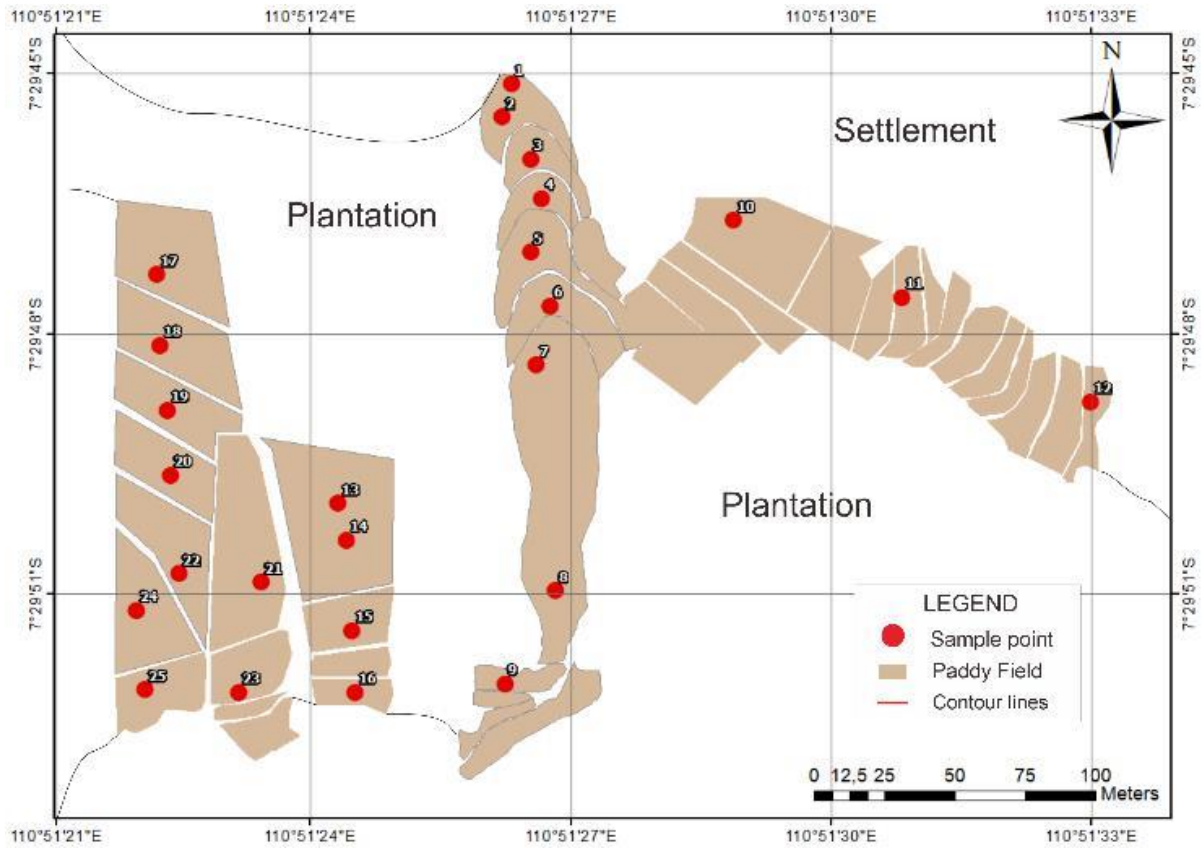 110°51'21"E 110°51'24"E 110°51'27"E 110°51'30"E 110°51'33"E
7°29'45"S 7°29'45"S
N
1
2
Settlement
3
4
Plantation
10
5
17
11
6
7°29'48"S 7°29'48"S
18
7
12
19
20
13
Plantation
14
22
21
8
7°29'51"S 7°29'51"S
24
15
LEGEND
Sample point
Paddy Field
Contour lines
9
25
23
16
0 12,5 25 50 75 100
Meters
110°51'21"E 110°51'24"E 110°51'27"E 110°51'30"E 110°51'33"E